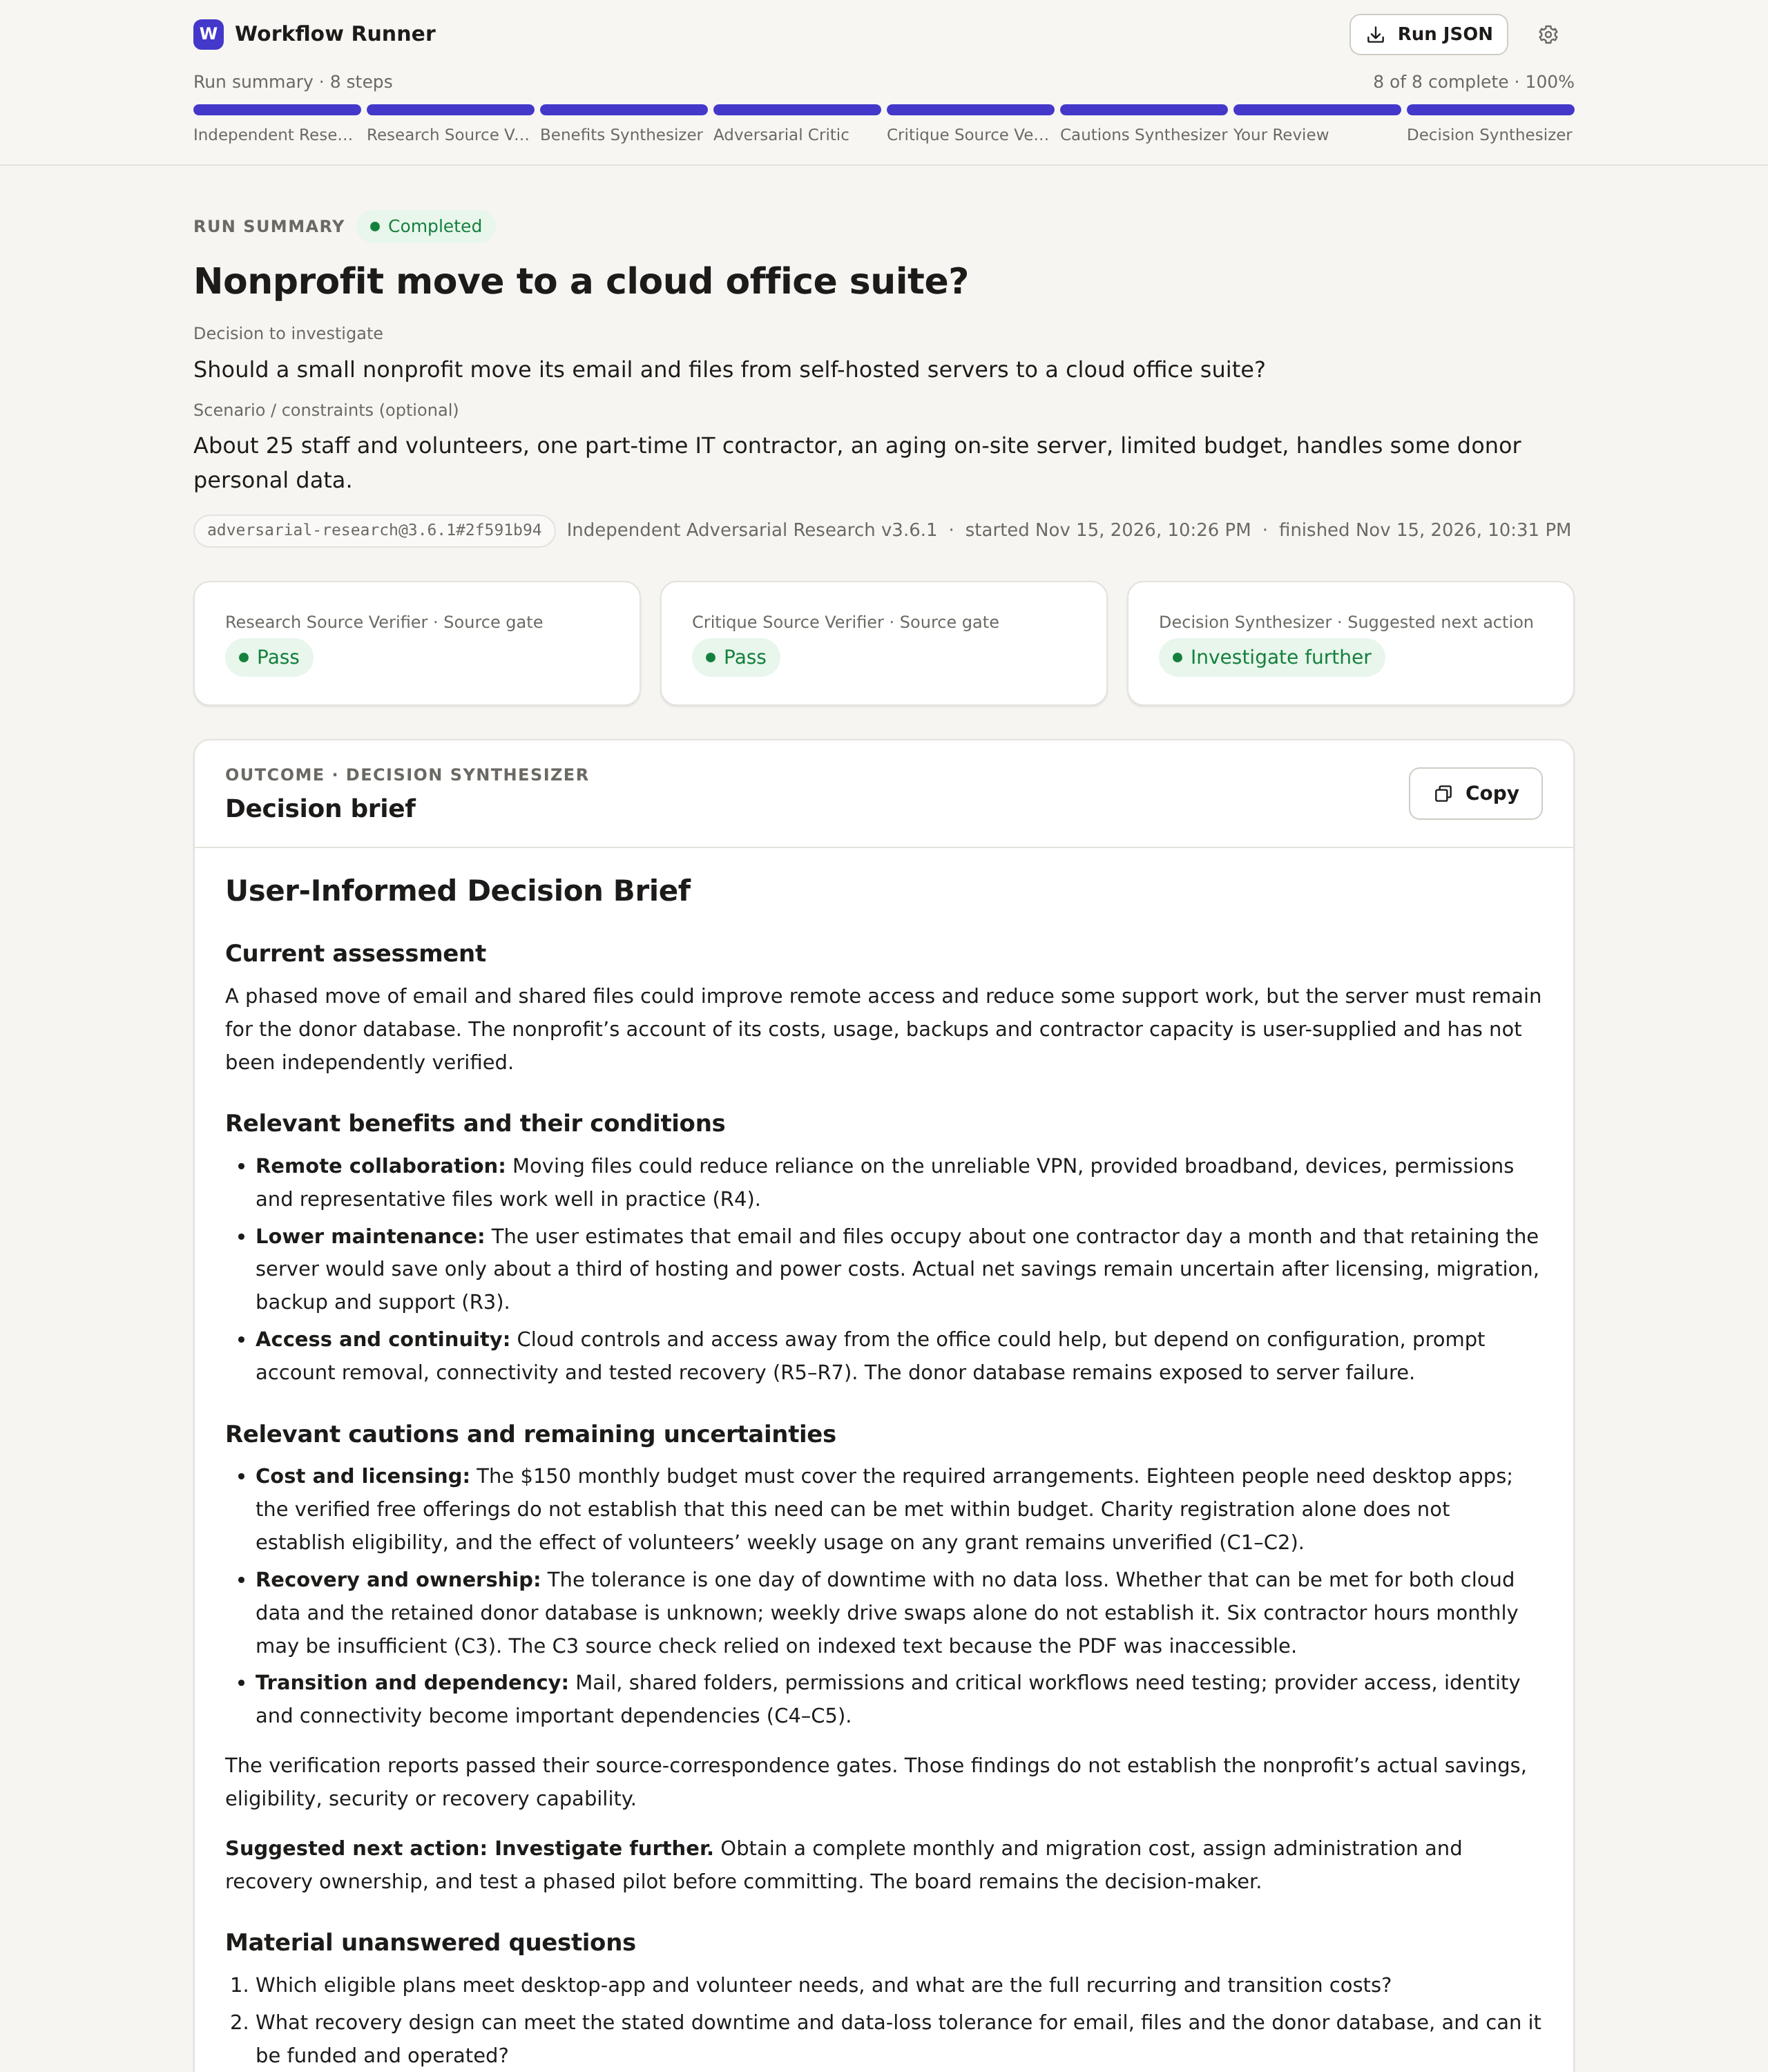 W Workflow Runner
Run JSON
Run summary · 8 steps
8 of 8 complete · 100%
Independent Rese…
Research Source V…
Benefits Synthesizer
Adversarial Critic
Critique Source Ve…
Cautions Synthesizer
Your Review
Decision Synthesizer
RUN SUMMARY
Completed
Nonprofit move to a cloud office suite?
Decision to investigate
Should a small nonprofit move its email and files from self-hosted servers to a cloud office suite?
Scenario / constraints (optional)
About 25 staff and volunteers, one part-time IT contractor, an aging on-site server, limited budget, handles some donor
personal data.
adversarial-research@3.6.1#2f591b94 Independent Adversarial Research v3.6.1 · started Nov 15, 2026, 10:26 PM · finished Nov 15, 2026, 10:31 PM
Research Source Verifier · Source gate
Pass
Critique Source Verifier · Source gate
Pass
Decision Synthesizer · Suggested next action
Investigate further
OUTCOME · DECISION SYNTHESIZER
Decision brief
Copy
User-Informed Decision Brief
Current assessment
A phased move of email and shared files could improve remote access and reduce some support work, but the server must remain
for the donor database. The nonprofit’s account of its costs, usage, backups and contractor capacity is user-supplied and has not
been independently verified.
Relevant benefits and their conditions
• Remote collaboration: Moving files could reduce reliance on the unreliable VPN, provided broadband, devices, permissions
and representative files work well in practice (R4).
• Lower maintenance: The user estimates that email and files occupy about one contractor day a month and that retaining the
server would save only about a third of hosting and power costs. Actual net savings remain uncertain after licensing, migration,
backup and support (R3).
• Access and continuity: Cloud controls and access away from the office could help, but depend on configuration, prompt
account removal, connectivity and tested recovery (R5–R7). The donor database remains exposed to server failure.
Relevant cautions and remaining uncertainties
• Cost and licensing: The $150 monthly budget must cover the required arrangements. Eighteen people need desktop apps;
the verified free offerings do not establish that this need can be met within budget. Charity registration alone does not
establish eligibility, and the effect of volunteers’ weekly usage on any grant remains unverified (C1–C2).
• Recovery and ownership: The tolerance is one day of downtime with no data loss. Whether that can be met for both cloud
data and the retained donor database is unknown; weekly drive swaps alone do not establish it. Six contractor hours monthly
may be insufficient (C3). The C3 source check relied on indexed text because the PDF was inaccessible.
• Transition and dependency: Mail, shared folders, permissions and critical workflows need testing; provider access, identity
and connectivity become important dependencies (C4–C5).
The verification reports passed their source-correspondence gates. Those findings do not establish the nonprofit’s actual savings,
eligibility, security or recovery capability.
Suggested next action: Investigate further. Obtain a complete monthly and migration cost, assign administration and
recovery ownership, and test a phased pilot before committing. The board remains the decision-maker.
Material unanswered questions
1. Which eligible plans meet desktop-app and volunteer needs, and what are the full recurring and transition costs?
2. What recovery design can meet the stated downtime and data-loss tolerance for email, files and the donor database, and can it
be funded and operated?